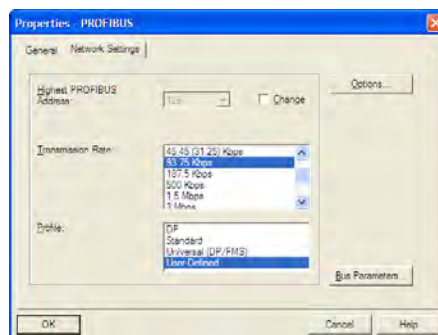 Properties - PROFIBUS
General
Network Settings
Highest PROFIBUS
Address:
Change
Options...
Transmission Rate:
45.45 (31.25) Kbps
93.75 Kbps
187.5 Kbps
500 Kbps
1.5 Mbps
3 Mbps
Profile:
DP
Standard
Universal (DP/FMS)
User-Defined
Bus Parameters...
OK
Cancel
Help